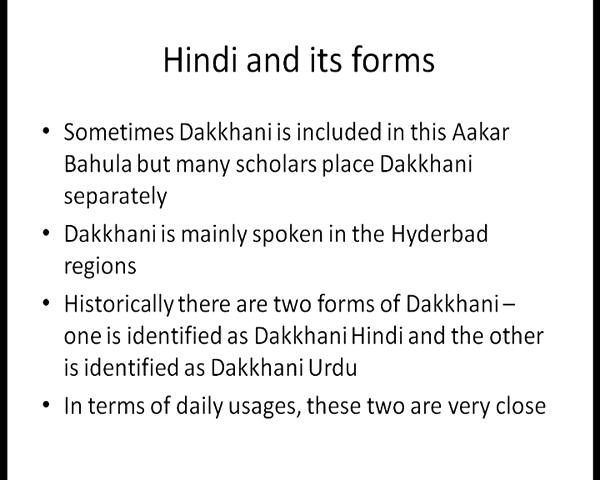 Hindi and its forms
• Sometimes Dakkhani is included in this Aakar
Bahula but many scholars place Dakkhani
separately
• Dakkhani is mainly spoken in the Hyderbad
regions
• Historically there are two forms of Dakkhani –
one is identified as Dakkhani Hindi and the other
is identified as Dakkhani Urdu
• In terms of daily usages, these two are very close